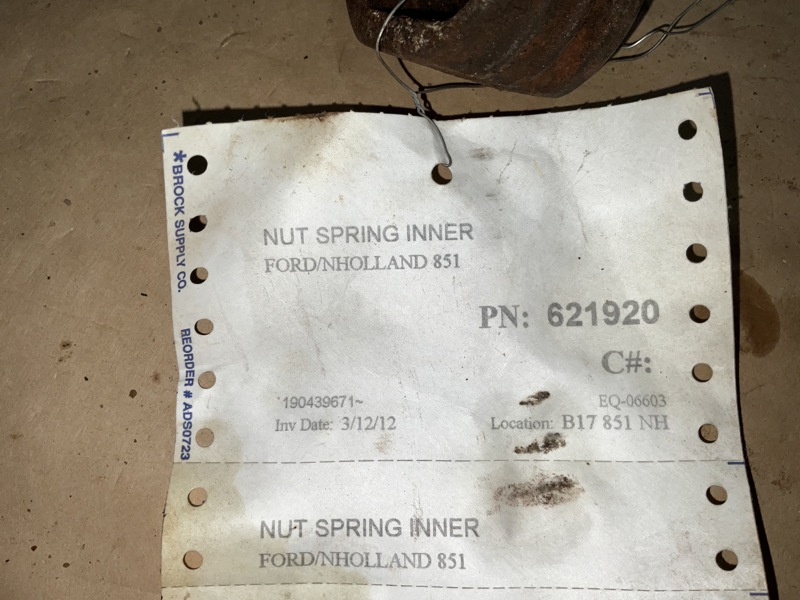 *BROCK SUPPLY CO.
REORDER # ADS0723
NUT SPRING INNER
FORD/NHOLLAND 851
PN: 621920
C#:
190439671~
EQ-06603
Inv Date: 3/12/12
Location: B17 851 NH
NUT SPRING INNER
FORD/NHOLLAND 851